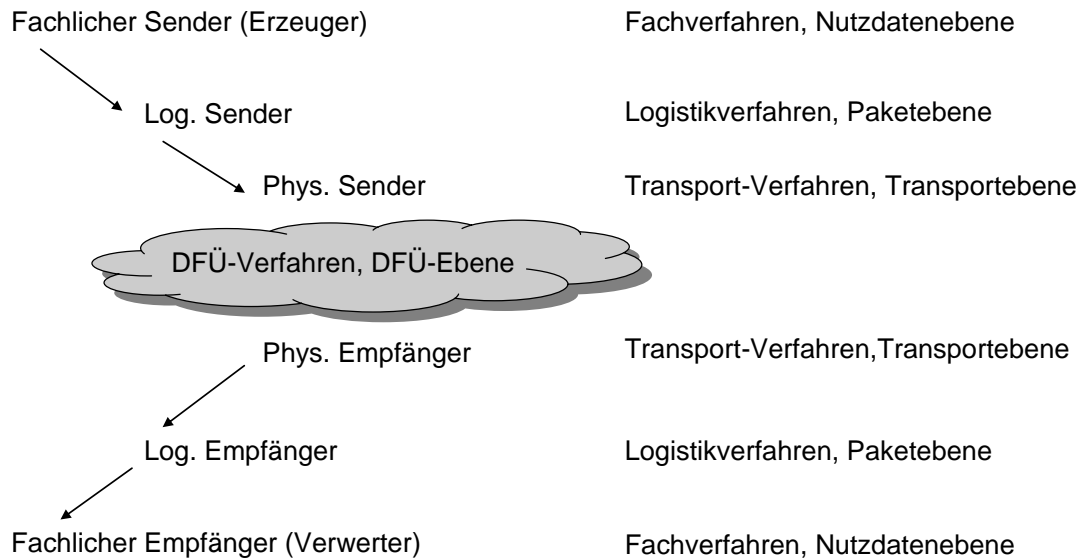 Fachlicher Sender (Erzeuger) Fachverfahren, Nutzdatenebene
Log. Sender Logistikverfahren, Paketebene
Phys. Sender Transport-Verfahren, Transportebene
DFÜ-Verfahren, DFÜ-Ebene
Phys. Empfänger Transport-Verfahren,Transportebene
Log. Empfänger Logistikverfahren, Paketebene
Fachlicher Empfänger (Verwerter) Fachverfahren, Nutzdatenebene